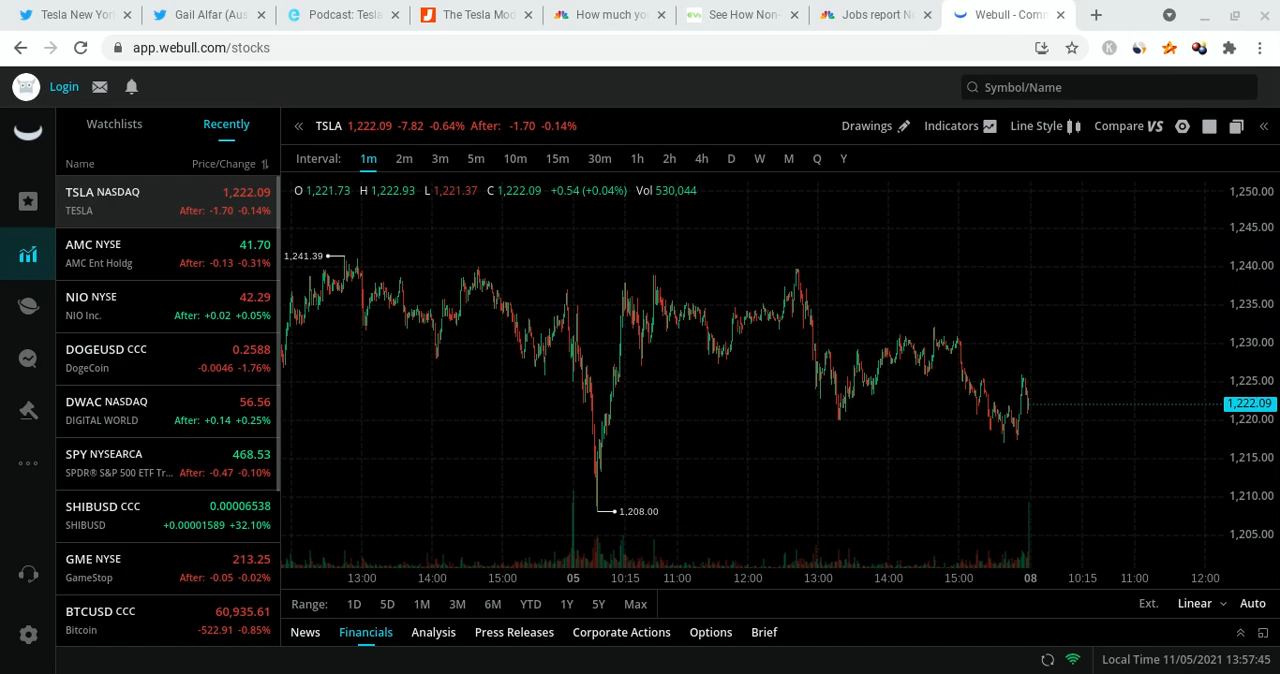 Tesla New York
Gail Alfar (Aus
Podcast: Tesla
The Tesla Mod
How much you
See How Non-
Jobs report N
Webull - Comm
app.webull.com/stocks
Login
Symbol/Name
Watchlists
Recently
Name
Price/Change
TSLA NASDAQ
1,222.09
TESLA
After: -1.70 -0.14%
AMC NYSE
41.70
AMC Ent Holdg
After: -0.13 -0.31%
NIO NYSE
42.29
NIO Inc.
After: +0.02 +0.05%
DOGEUSD CCC
0.2588
DogeCoin
-0.0046 -1.76%
DWAC NASDAQ
56.56
DIGITAL WORLD
After: +0.14 +0.25%
SPY NYSEARCA
468.53
SPDR® S&P 500 ETF Tr...
After: -0.47 -0.10%
SHIBUSD CCC
0.00006538
SHIBUSD
+0.00001589 +32.10%
GME NYSE
213.25
GameStop
After: -0.05 -0.02%
BTCUSD CCC
60,935.61
Bitcoin
-522.91 -0.85%
TSLA 1,222.09 -7.82 -0.64% After: -1.70 -0.14%
Drawings
Indicators
Line Style
Compare VS
Interval: 1m 2m 3m 5m 10m 15m 30m 1h 2h 4h D W M Q Y
O 1,221.73 H 1,222.93 L 1,221.37 C 1,222.09 +0.54 (+0.04%) Vol 530,044
1,250.00
1,245.00
1,240.00
1,235.00
1,230.00
1,225.00
1,222.09
1,220.00
1,215.00
1,210.00
1,205.00
1,241.39
1,208.00
13:00 14:00 15:00 05 10:15 11:00 12:00 13:00 14:00 15:00 08 10:15 11:00 12:00
Range: 1D 5D 1M 3M 6M YTD 1Y 5Y Max
Ext. Linear Auto
News Financials Analysis Press Releases Corporate Actions Options Brief
Local Time 11/05/2021 13:57:45